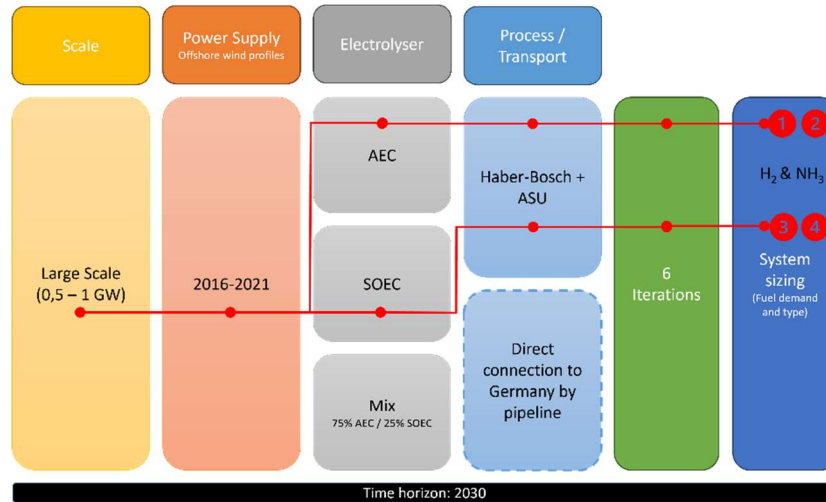 Scale
Power Supply
Offshore wind profiles
Electrolyser
Process /
Transport
AEC
Haber-Bosch +
ASU
1 2
H₂ & NH₃
3 4
Large Scale
(0,5 – 1 GW)
2016-2021
SOEC
6
Iterations
System
sizing
(Fuel demand
and type)
Mix
75% AEC / 25% SOEC
Direct
connection to
Germany by
pipeline
Time horizon: 2030